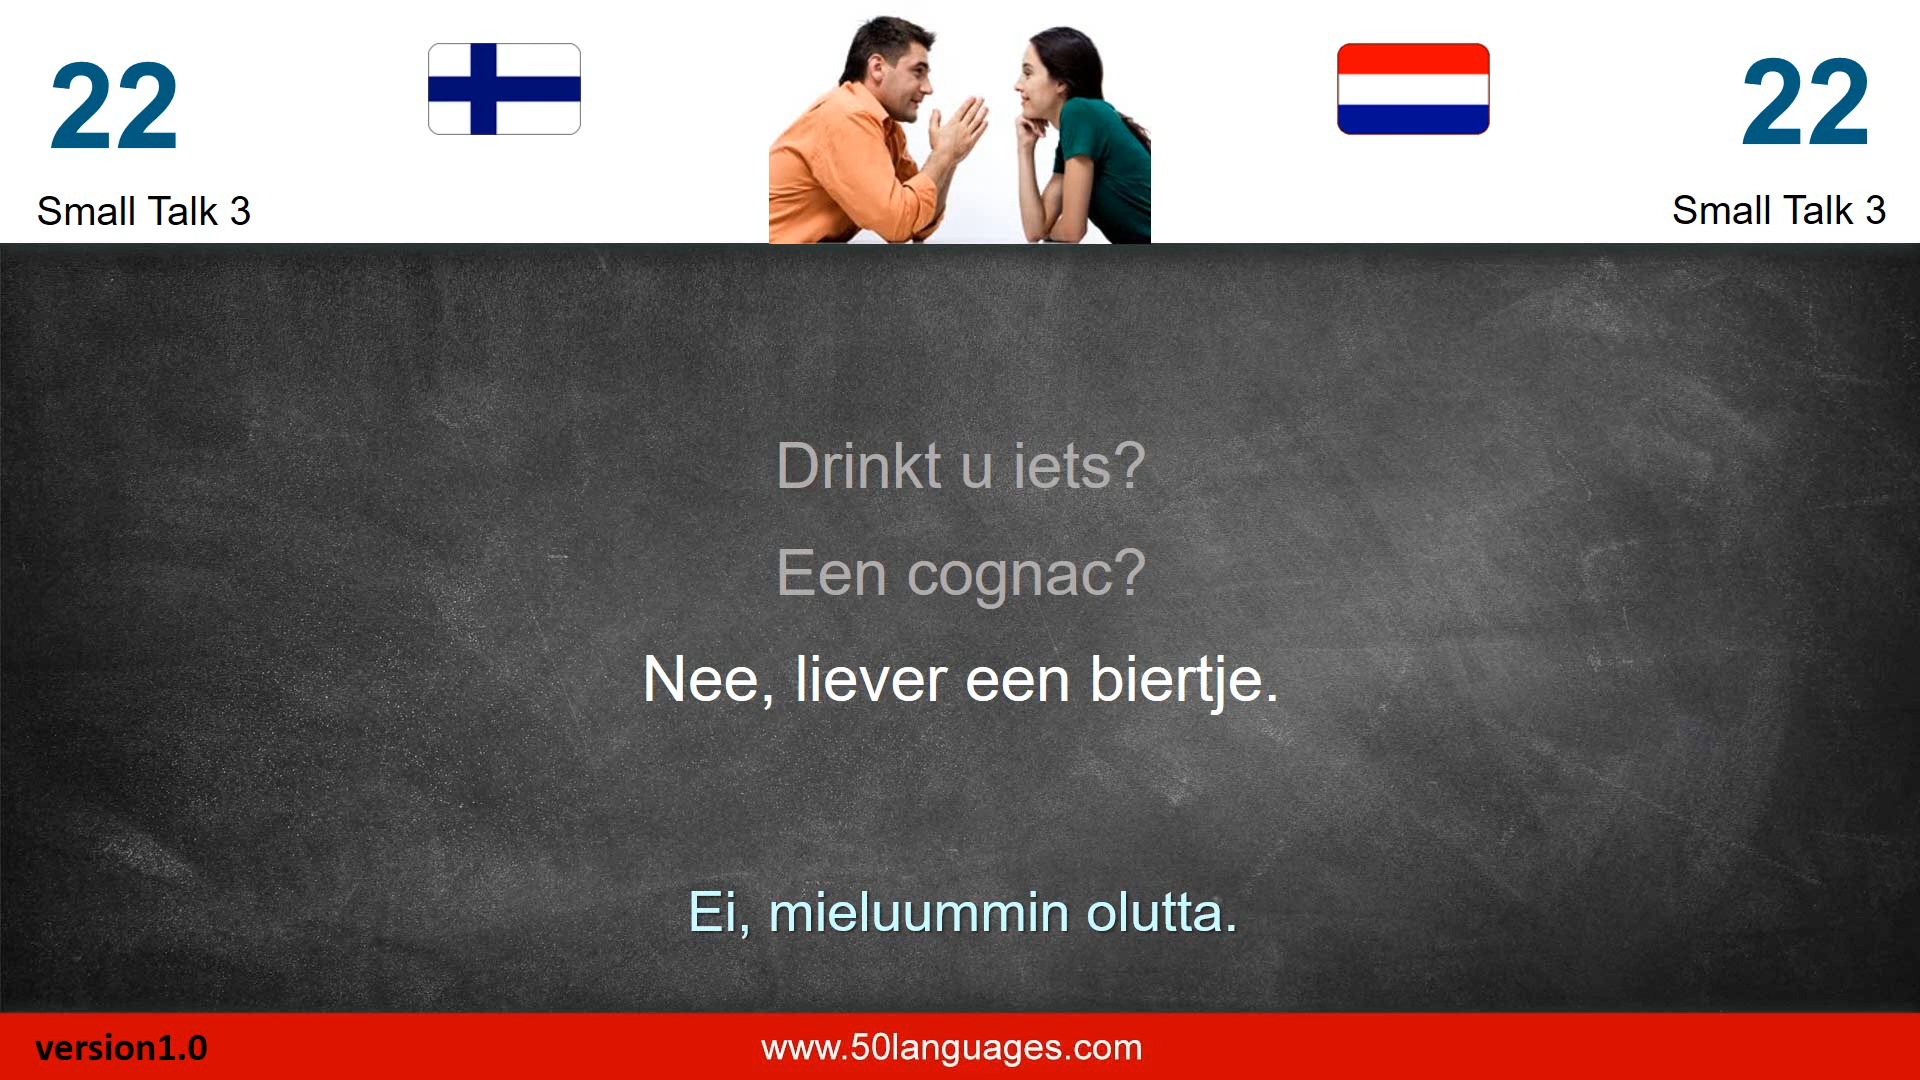 22
22
Small Talk 3
Small Talk 3
Drinkt u iets?
Een cognac?
Nee, liever een biertje.
Ei, mieluummin olutta.
version1.0
www.50languages.com